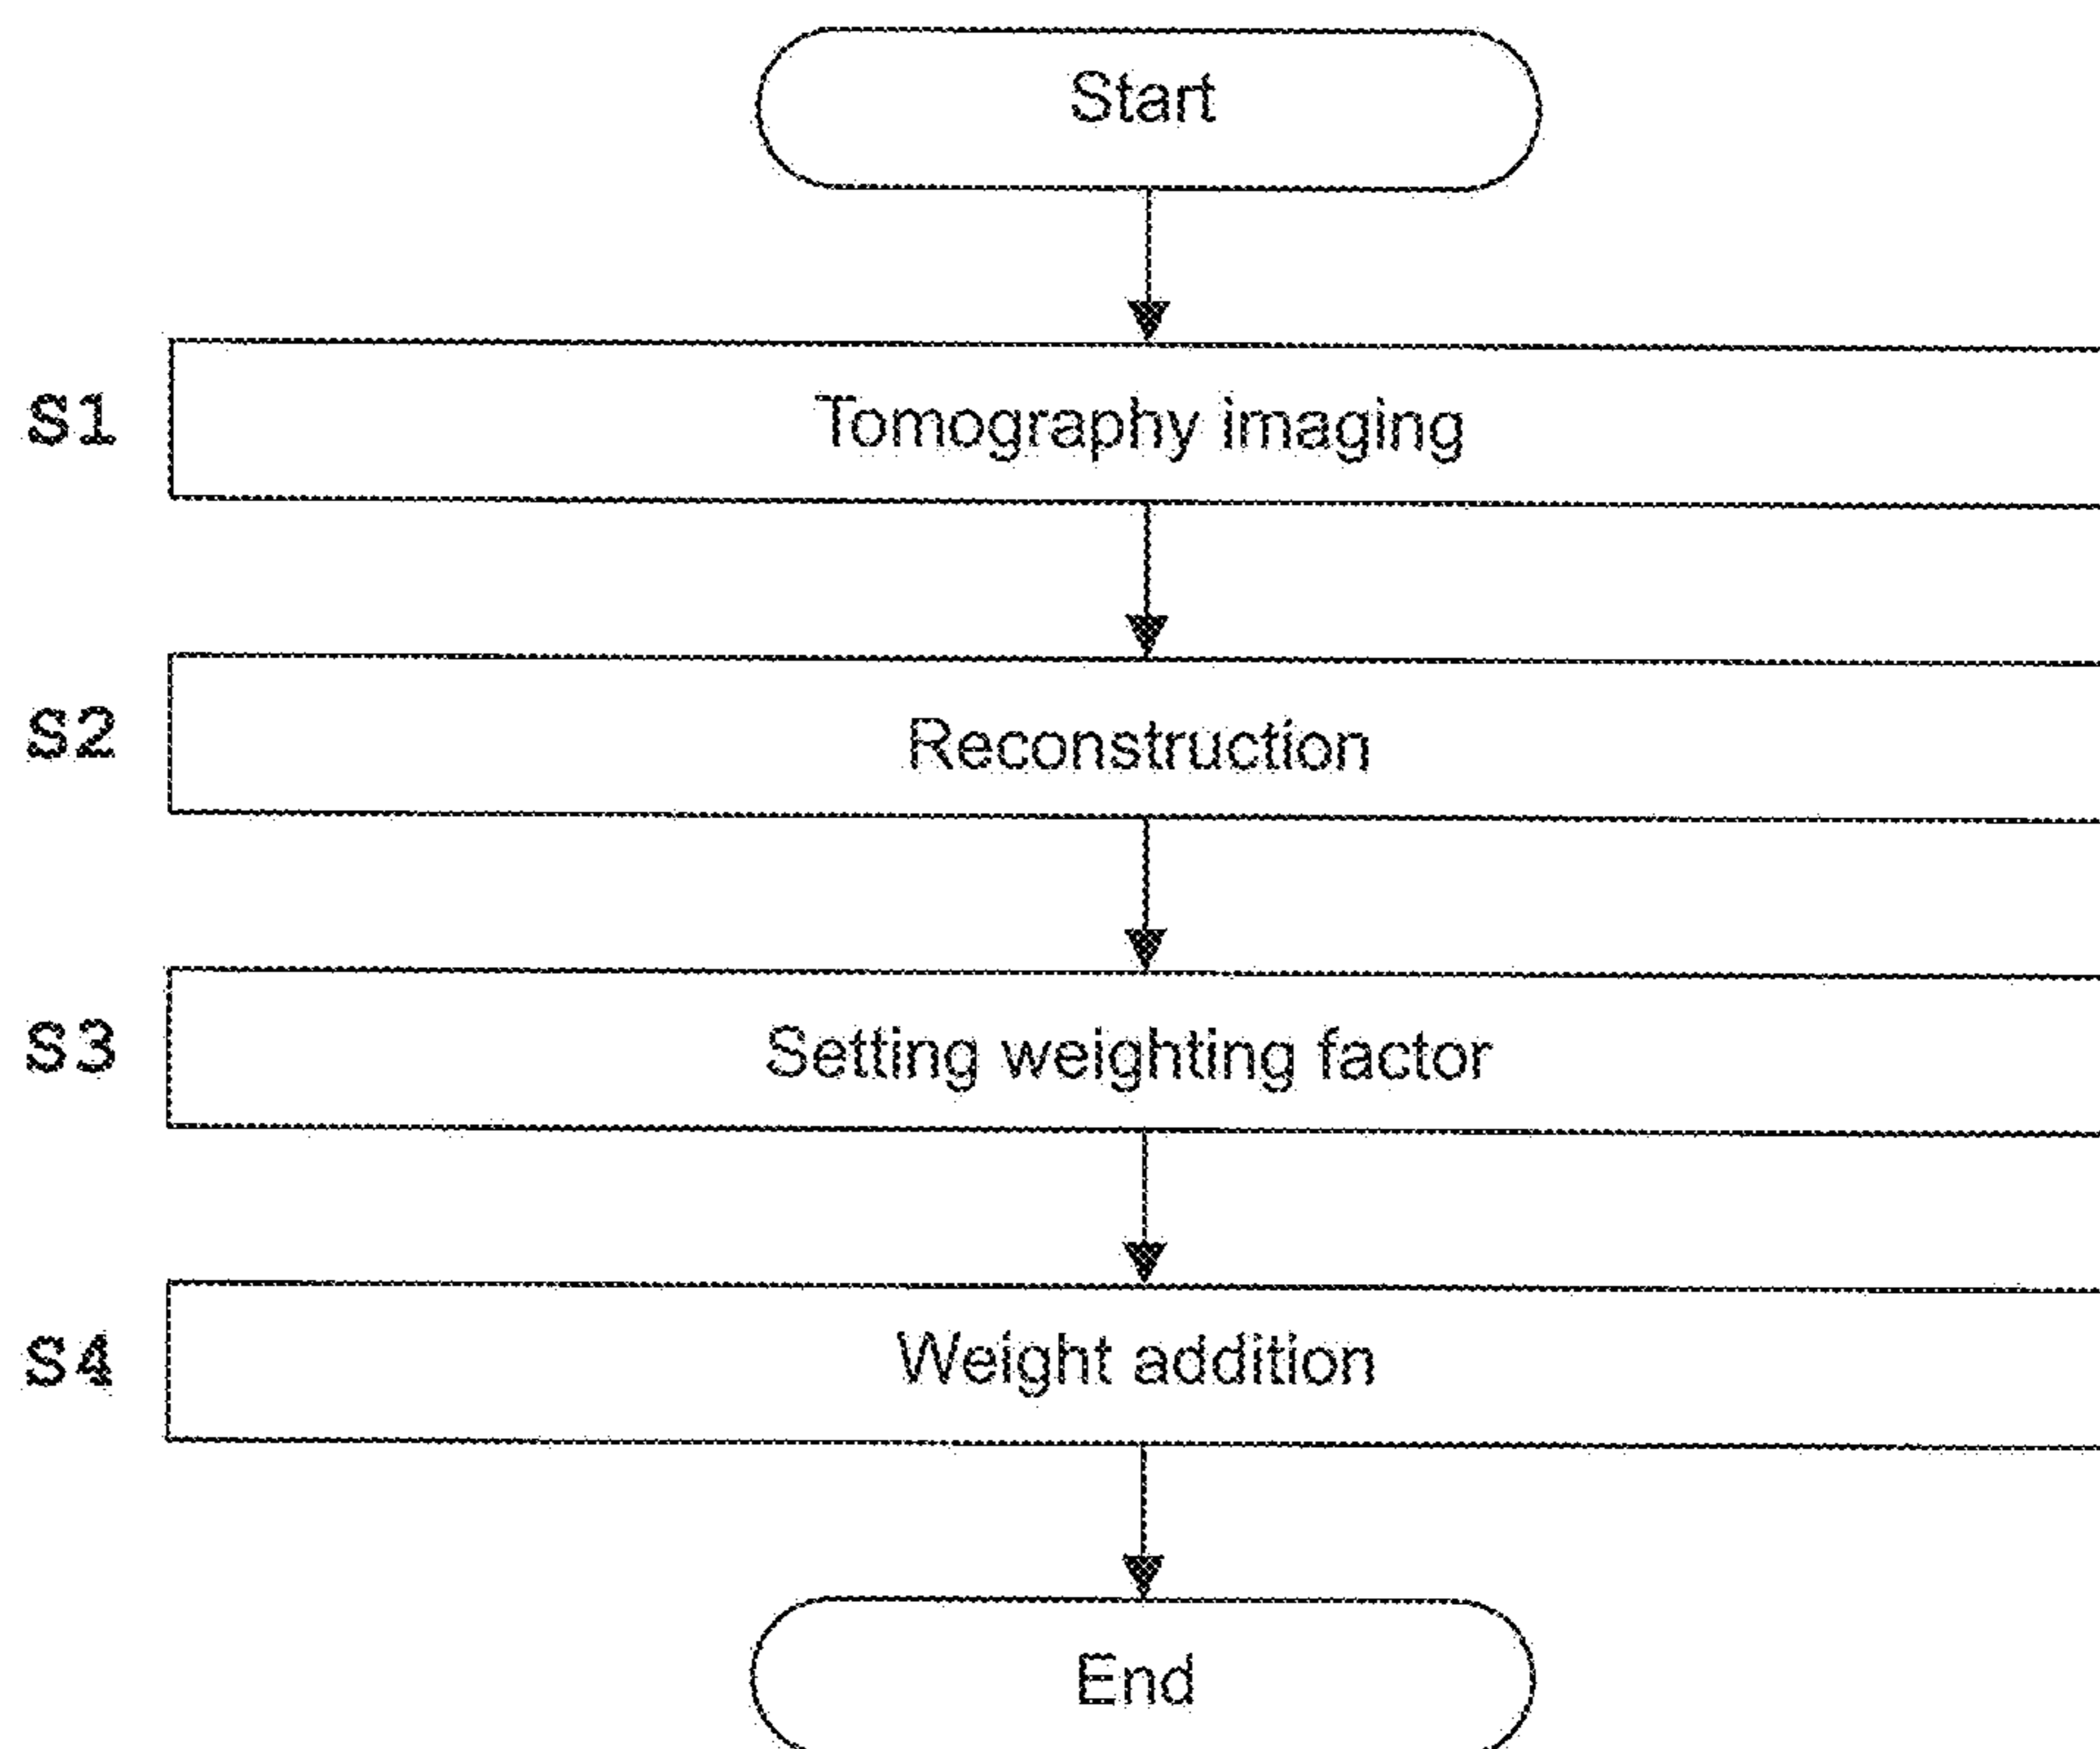 Start
S1 Tomography imaging
S2 Reconstruction
S3 Setting weighting factor
S4 Weight addition
End